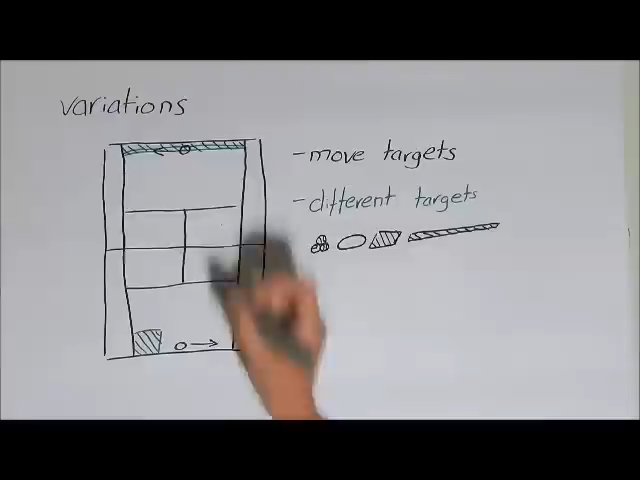 variations
- move targets
- different targets